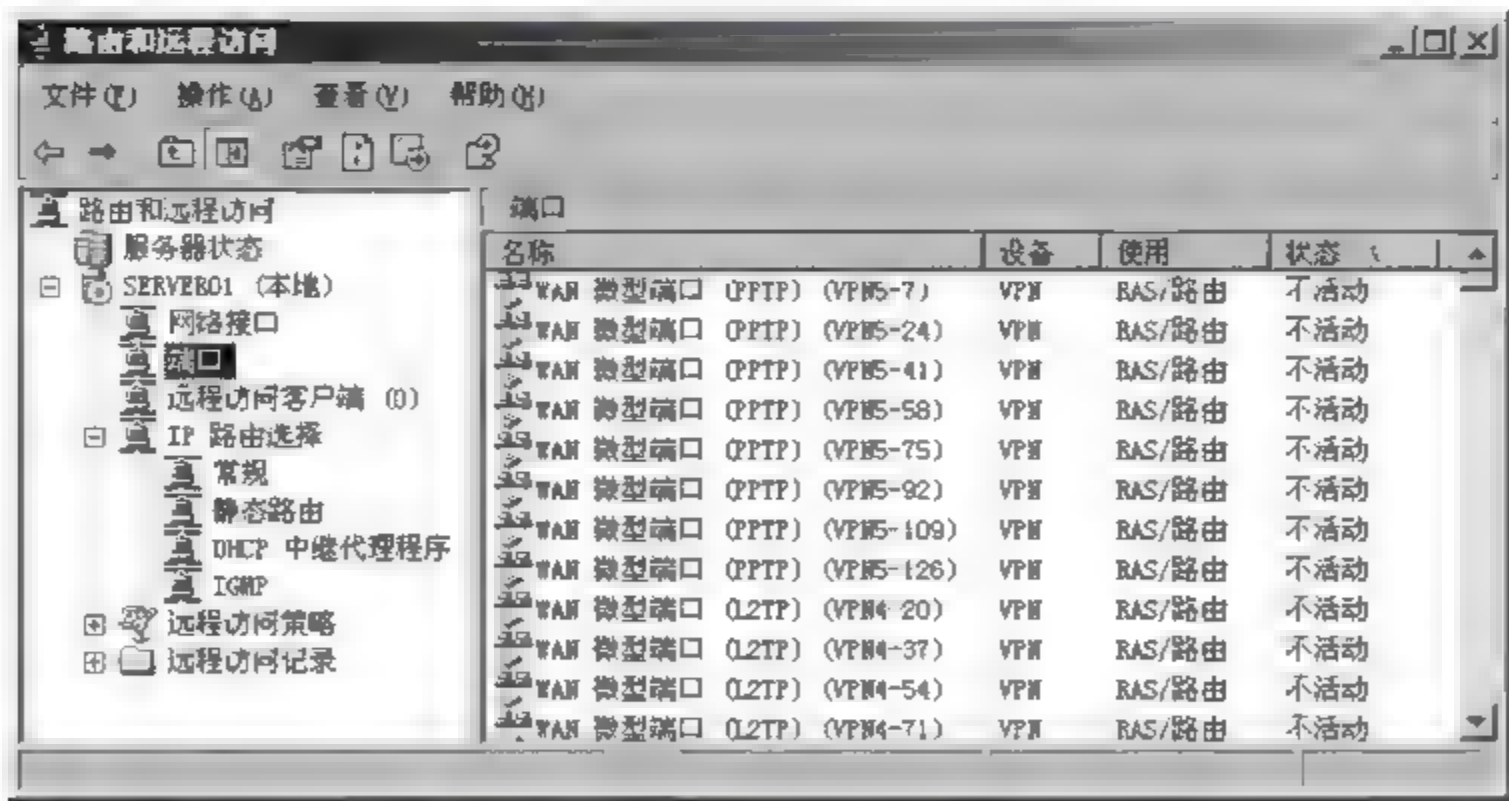 路由和远程访问
文件(F) 操作(A) 查看(V) 帮助(H)
路由和远程访问
服务器状态
SERVER01 (本地)
网络接口
端口
远程访问客户端 (0)
IP 路由选择
常规
静态路由
DHCP 中继代理程序
IGMP
远程访问策略
远程访问记录
端口
名称 设备 使用 状态
WAN 微型端口 (PPTP) (VPN5-7) VPN RAS/路由 不活动
WAN 微型端口 (PPTP) (VPN5-24) VPN RAS/路由 不活动
WAN 微型端口 (PPTP) (VPN5-41) VPN RAS/路由 不活动
WAN 微型端口 (PPTP) (VPN5-58) VPN RAS/路由 不活动
WAN 微型端口 (PPTP) (VPN5-75) VPN RAS/路由 不活动
WAN 微型端口 (PPTP) (VPN5-92) VPN RAS/路由 不活动
WAN 微型端口 (PPTP) (VPN5-109) VPN RAS/路由 不活动
WAN 微型端口 (PPTP) (VPN5-126) VPN RAS/路由 不活动
WAN 微型端口 (L2TP) (VPN4-20) VPN RAS/路由 不活动
WAN 微型端口 (L2TP) (VPN4-37) VPN RAS/路由 不活动
WAN 微型端口 (L2TP) (VPN4-54) VPN RAS/路由 不活动
WAN 微型端口 (L2TP) (VPN4-71) VPN RAS/路由 不活动